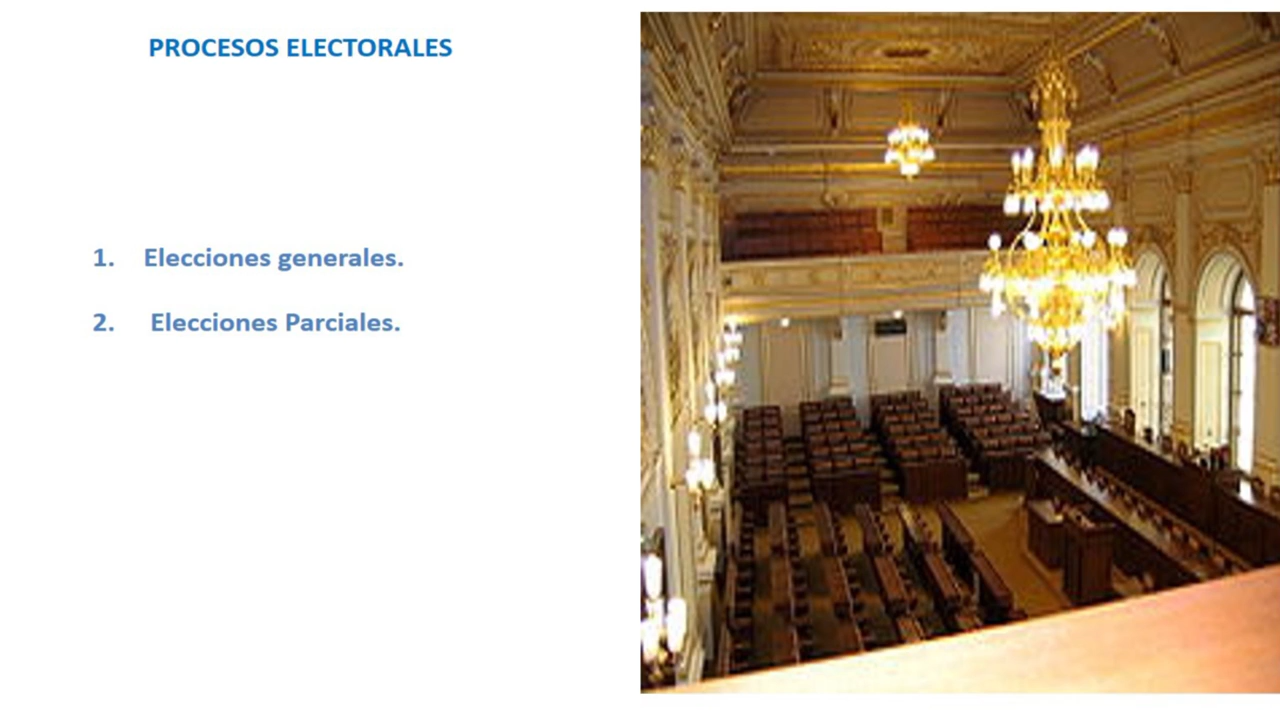 PROCESOS ELECTORALES
1. Elecciones generales.
2. Elecciones Parciales.